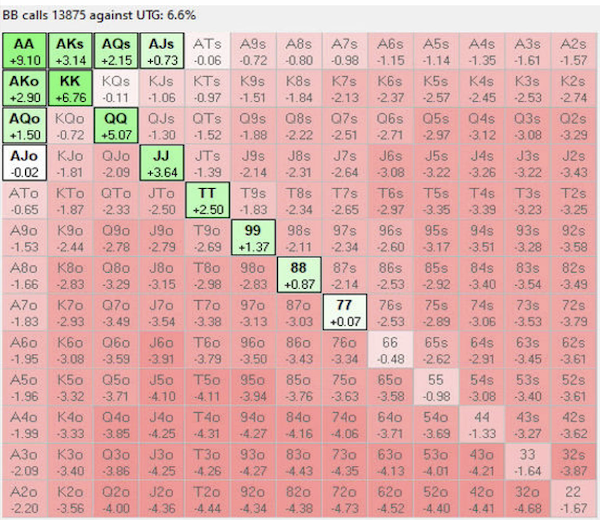 BB calls 13875 against UTG: 6.6%
AA AKs AQs AJs ATs A9s A8s A7s A6s A5s A4s A3s A2s
+9.10 +3.14 +2.15 +0.73 -0.06 -0.72 -0.80 -0.98 -1.15 -1.14 -1.35 -1.61 -1.57
AKo KK KQs KJs KTs K9s K8s K7s K6s K5s K4s K3s K2s
+2.90 +6.76 -0.11 -1.06 -0.97 -1.51 -1.84 -2.13 -2.37 -2.57 -2.45 -2.53 -2.74
AQo KQo QQ QJs QTs Q9s Q8s Q7s Q6s Q5s Q4s Q3s Q2s
+1.50 -0.72 +5.07 -1.30 -1.52 -1.88 -2.22 -2.51 -2.71 -2.97 -3.12 -3.08 -3.29
AJo KJo QJo JJ JTs J9s J8s J7s J6s J5s J4s J3s J2s
-0.02 -1.81 -2.09 +3.64 -1.39 -2.14 -2.31 -2.64 -3.08 -3.22 -3.26 -3.22 -3.43
ATo KTo QTo JTo TT T9s T8s T7s T6s T5s T4s T3s T2s
-0.65 -1.87 -2.33 -2.50 +2.50 -1.83 -2.34 -2.65 -2.97 -3.35 -3.39 -3.23 -3.25
A9o K9o Q9o J9o T9o 99 98s 97s 96s 95s 94s 93s 92s
-1.53 -2.44 -2.78 -2.79 -2.69 +1.37 -2.11 -2.34 -2.60 -3.17 -3.51 -3.28 -3.58
A8o K8o Q8o J8o T8o 98o 88 87s 86s 85s 84s 83s 82s
-1.66 -2.83 -3.29 -3.15 -2.98 -2.83 +0.87 -2.14 -2.53 -2.92 -3.40 -3.54 -3.49
A7o K7o Q7o J7o T7o 97o 87o 77 76s 75s 74s 73s 72s
-1.83 -2.93 -3.49 -3.54 -3.38 -3.13 -3.03 +0.07 -2.53 -2.89 -3.06 -3.53 -3.79
A6o K6o Q6o J6o T6o 96o 86o 76o 66 65s 64s 63s 62s
-1.95 -3.08 -3.59 -3.91 -3.79 -3.50 -3.43 -3.34 -0.48 -2.62 -2.91 -3.45 -3.61
A5o K5o Q5o J5o T5o 95o 85o 75o 65o 55 54s 53s 52s
-1.96 -3.32 -3.71 -4.10 -4.11 -3.94 -3.76 -3.63 -3.58 -0.98 -3.08 -3.40 -3.61
A4o K4o Q4o J4o T4o 94o 84o 74o 64o 54o 44 43s 42s
-1.99 -3.33 -3.85 -4.25 -4.31 -4.27 -4.16 -4.06 -3.71 -3.69 -1.33 -3.27 -3.62
A3o K3o Q3o J3o T3o 93o 83o 73o 63o 53o 43o 33 32s
-2.09 -3.40 -3.86 -4.25 -4.26 -4.27 -4.43 -4.35 -4.13 -4.01 -4.21 -1.64 -3.87
A2o K2o Q2o J2o T2o 92o 82o 72o 62o 52o 42o 32o 22
-2.20 -3.56 -4.00 -4.36 -4.44 -4.34 -4.38 -4.73 -4.52 -4.40 -4.41 -4.68 -1.67